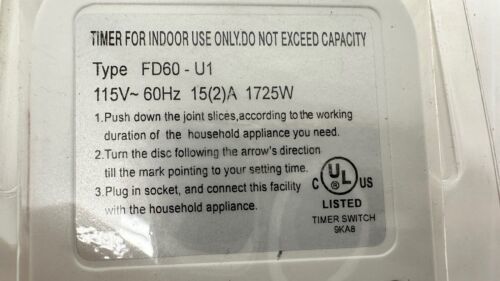 TIMER FOR INDOOR USE ONLY.DO NOT EXCEED CAPACITY
Type FD60 - U1
115V~ 60Hz 15(2)A 1725W
1.Push down the joint slices,according to the working
duration of the household appliance you need.
2.Turn the disc following the arrow's direction
till the mark pointing to your setting time.
3.Plug in socket, and connect this facility
with the household appliance.
C UL ® US
LISTED
TIMER SWITCH
9KA8